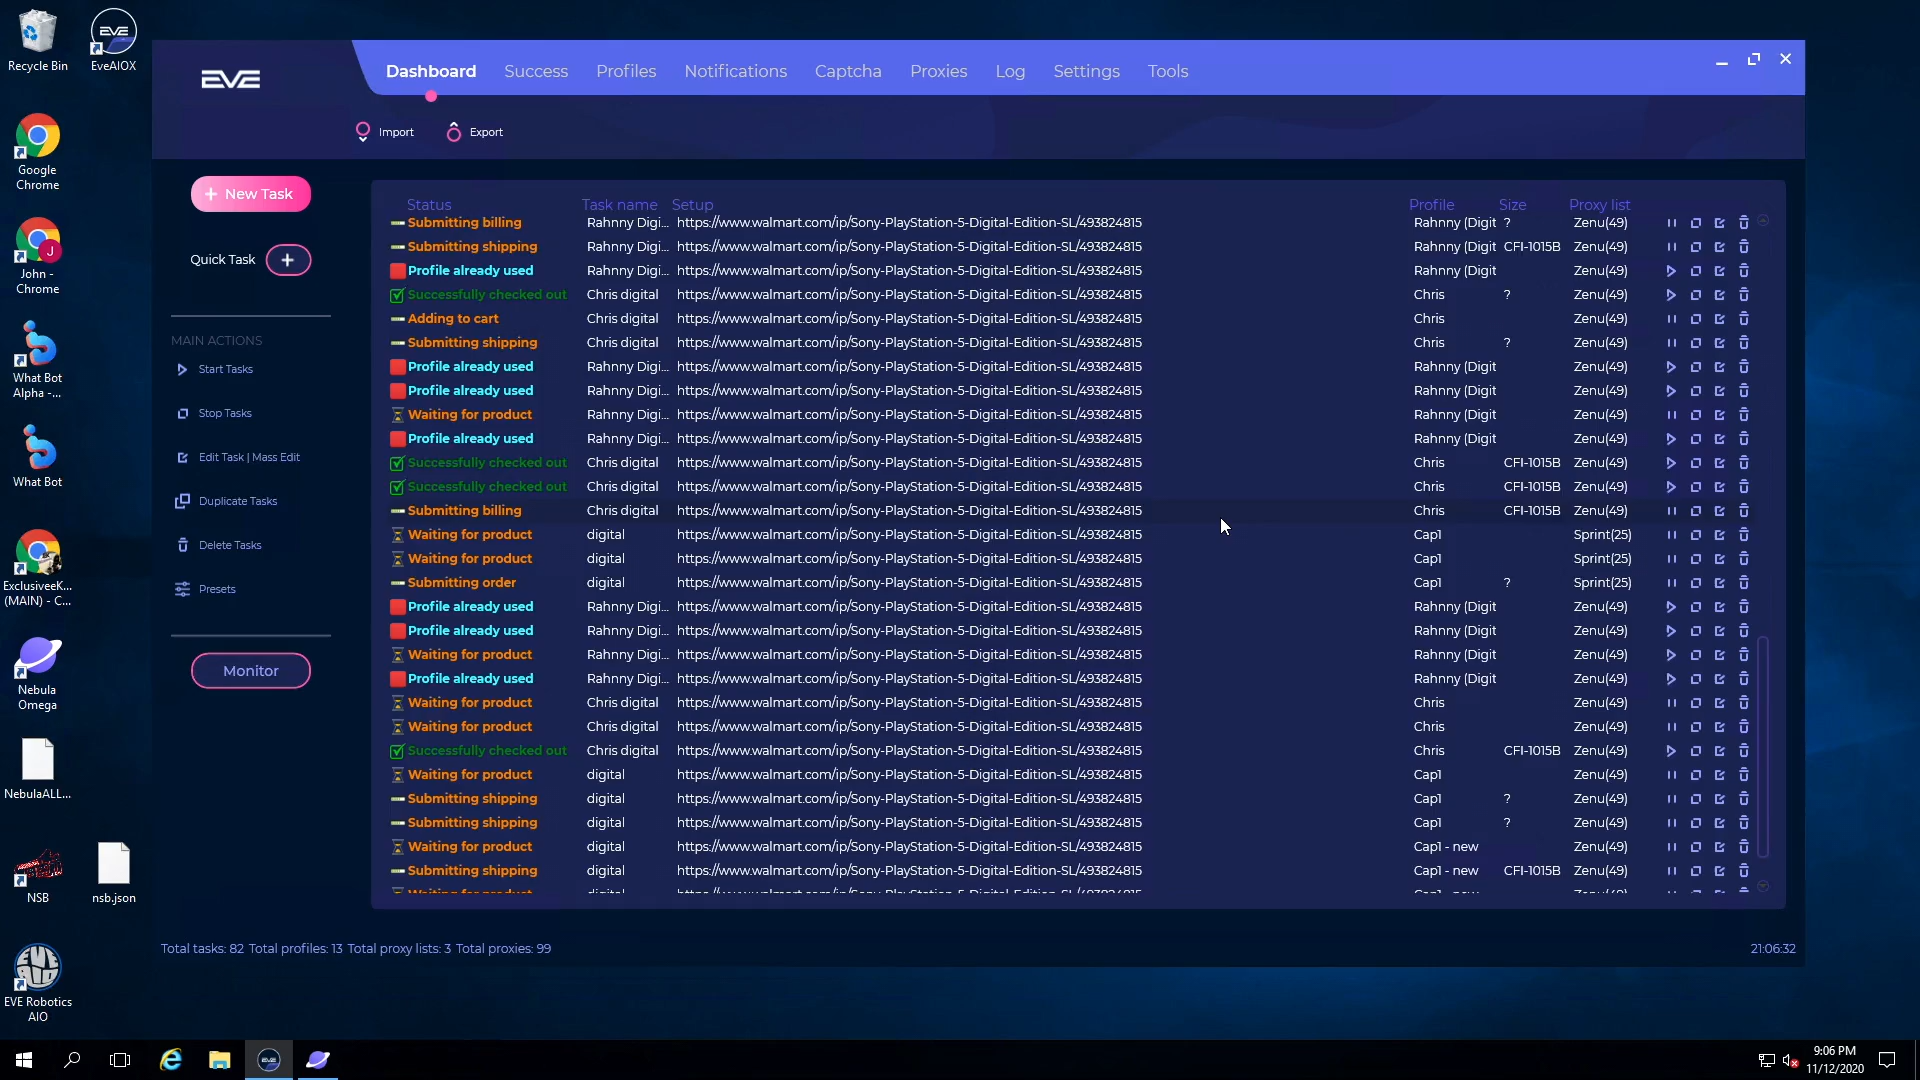 Recycle Bin
EveAIOX
Google Chrome
John - Chrome
What Bot Alpha -...
What Bot
ExclusiveeK... (MAIN) - C...
Nebula Omega
NebulaALL...
NSB
nsb.json
EVE Robotics AIO
EVE
Dashboard Success Profiles Notifications Captcha Proxies Log Settings Tools
Import Export
+ New Task
Quick Task +
MAIN ACTIONS
Start Tasks
Stop Tasks
Edit Task | Mass Edit
Duplicate Tasks
Delete Tasks
Presets
Monitor
Status Task name Setup Profile Size Proxy list
Submitting billing Rahnny Digi... https://www.walmart.com/ip/Sony-PlayStation-5-Digital-Edition-SL/493824815 Rahnny (Digit ? Zenu(49)
Submitting shipping Rahnny Digi... https://www.walmart.com/ip/Sony-PlayStation-5-Digital-Edition-SL/493824815 Rahnny (Digit CFI-1015B Zenu(49)
Profile already used Rahnny Digi... https://www.walmart.com/ip/Sony-PlayStation-5-Digital-Edition-SL/493824815 Rahnny (Digit Zenu(49)
Successfully checked out Chris digital https://www.walmart.com/ip/Sony-PlayStation-5-Digital-Edition-SL/493824815 Chris ? Zenu(49)
Adding to cart Chris digital https://www.walmart.com/ip/Sony-PlayStation-5-Digital-Edition-SL/493824815 Chris Zenu(49)
Submitting shipping Chris digital https://www.walmart.com/ip/Sony-PlayStation-5-Digital-Edition-SL/493824815 Chris ? Zenu(49)
Profile already used Rahnny Digi... https://www.walmart.com/ip/Sony-PlayStation-5-Digital-Edition-SL/493824815 Rahnny (Digit Zenu(49)
Profile already used Rahnny Digi... https://www.walmart.com/ip/Sony-PlayStation-5-Digital-Edition-SL/493824815 Rahnny (Digit Zenu(49)
Waiting for product Rahnny Digi... https://www.walmart.com/ip/Sony-PlayStation-5-Digital-Edition-SL/493824815 Rahnny (Digit Zenu(49)
Profile already used Rahnny Digi... https://www.walmart.com/ip/Sony-PlayStation-5-Digital-Edition-SL/493824815 Rahnny (Digit Zenu(49)
Successfully checked out Chris digital https://www.walmart.com/ip/Sony-PlayStation-5-Digital-Edition-SL/493824815 Chris CFI-1015B Zenu(49)
Successfully checked out Chris digital https://www.walmart.com/ip/Sony-PlayStation-5-Digital-Edition-SL/493824815 Chris CFI-1015B Zenu(49)
Submitting billing Chris digital https://www.walmart.com/ip/Sony-PlayStation-5-Digital-Edition-SL/493824815 Chris CFI-1015B Zenu(49)
Waiting for product digital https://www.walmart.com/ip/Sony-PlayStation-5-Digital-Edition-SL/493824815 Cap1 Sprint(25)
Waiting for product digital https://www.walmart.com/ip/Sony-PlayStation-5-Digital-Edition-SL/493824815 Cap1 Sprint(25)
Submitting order digital https://www.walmart.com/ip/Sony-PlayStation-5-Digital-Edition-SL/493824815 Cap1 ? Sprint(25)
Profile already used Rahnny Digi... https://www.walmart.com/ip/Sony-PlayStation-5-Digital-Edition-SL/493824815 Rahnny (Digit Zenu(49)
Profile already used Rahnny Digi... https://www.walmart.com/ip/Sony-PlayStation-5-Digital-Edition-SL/493824815 Rahnny (Digit Zenu(49)
Waiting for product Rahnny Digi... https://www.walmart.com/ip/Sony-PlayStation-5-Digital-Edition-SL/493824815 Rahnny (Digit Zenu(49)
Profile already used Rahnny Digi... https://www.walmart.com/ip/Sony-PlayStation-5-Digital-Edition-SL/493824815 Rahnny (Digit Zenu(49)
Waiting for product Chris digital https://www.walmart.com/ip/Sony-PlayStation-5-Digital-Edition-SL/493824815 Chris Zenu(49)
Waiting for product Chris digital https://www.walmart.com/ip/Sony-PlayStation-5-Digital-Edition-SL/493824815 Chris Zenu(49)
Successfully checked out Chris digital https://www.walmart.com/ip/Sony-PlayStation-5-Digital-Edition-SL/493824815 Chris CFI-1015B Zenu(49)
Waiting for product digital https://www.walmart.com/ip/Sony-PlayStation-5-Digital-Edition-SL/493824815 Cap1 Zenu(49)
Submitting shipping digital https://www.walmart.com/ip/Sony-PlayStation-5-Digital-Edition-SL/493824815 Cap1 ? Zenu(49)
Submitting shipping digital https://www.walmart.com/ip/Sony-PlayStation-5-Digital-Edition-SL/493824815 Cap1 ? Zenu(49)
Waiting for product digital https://www.walmart.com/ip/Sony-PlayStation-5-Digital-Edition-SL/493824815 Cap1 - new Zenu(49)
Submitting shipping digital https://www.walmart.com/ip/Sony-PlayStation-5-Digital-Edition-SL/493824815 Cap1 - new CFI-1015B Zenu(49)
Total tasks: 82 Total profiles: 13 Total proxy lists: 3 Total proxies: 99
21:06:32
9:06 PM
11/12/2020